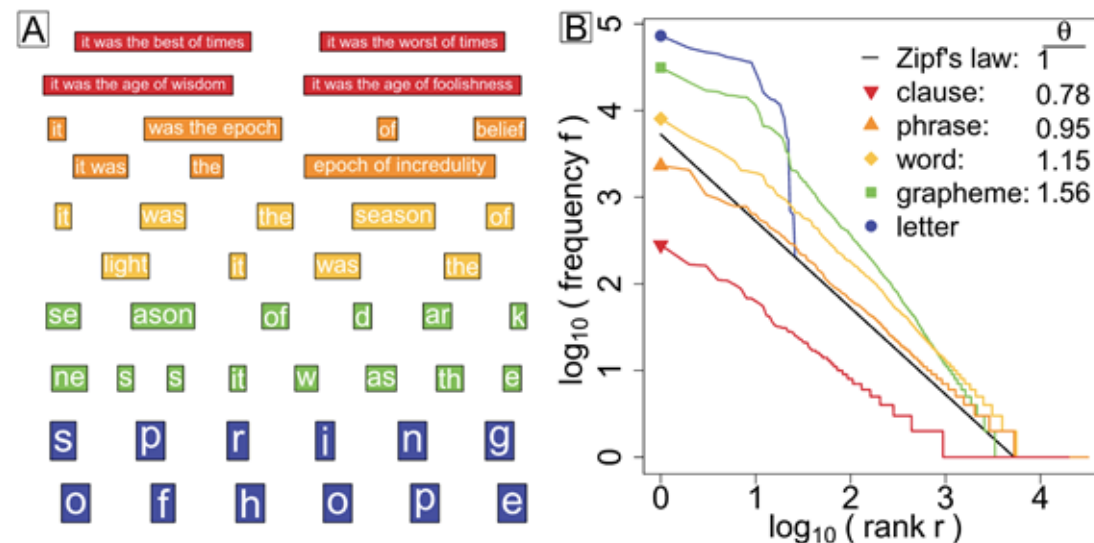 A
it was the best of times it was the worst of times
it was the age of wisdom it was the age of foolishness
it was the epoch of belief
it was the epoch of incredulity
it was the season of
light it was the
se ason of d ar k
ne s s it w as th e
s p r i n g
o f h o p e
B
θ
Zipf's law: 1
clause: 0.78
phrase: 0.95
word: 1.15
grapheme: 1.56
letter
log10 ( frequency f )
5
4
3
2
1
0
0 1 2 3 4
log10 ( rank r )